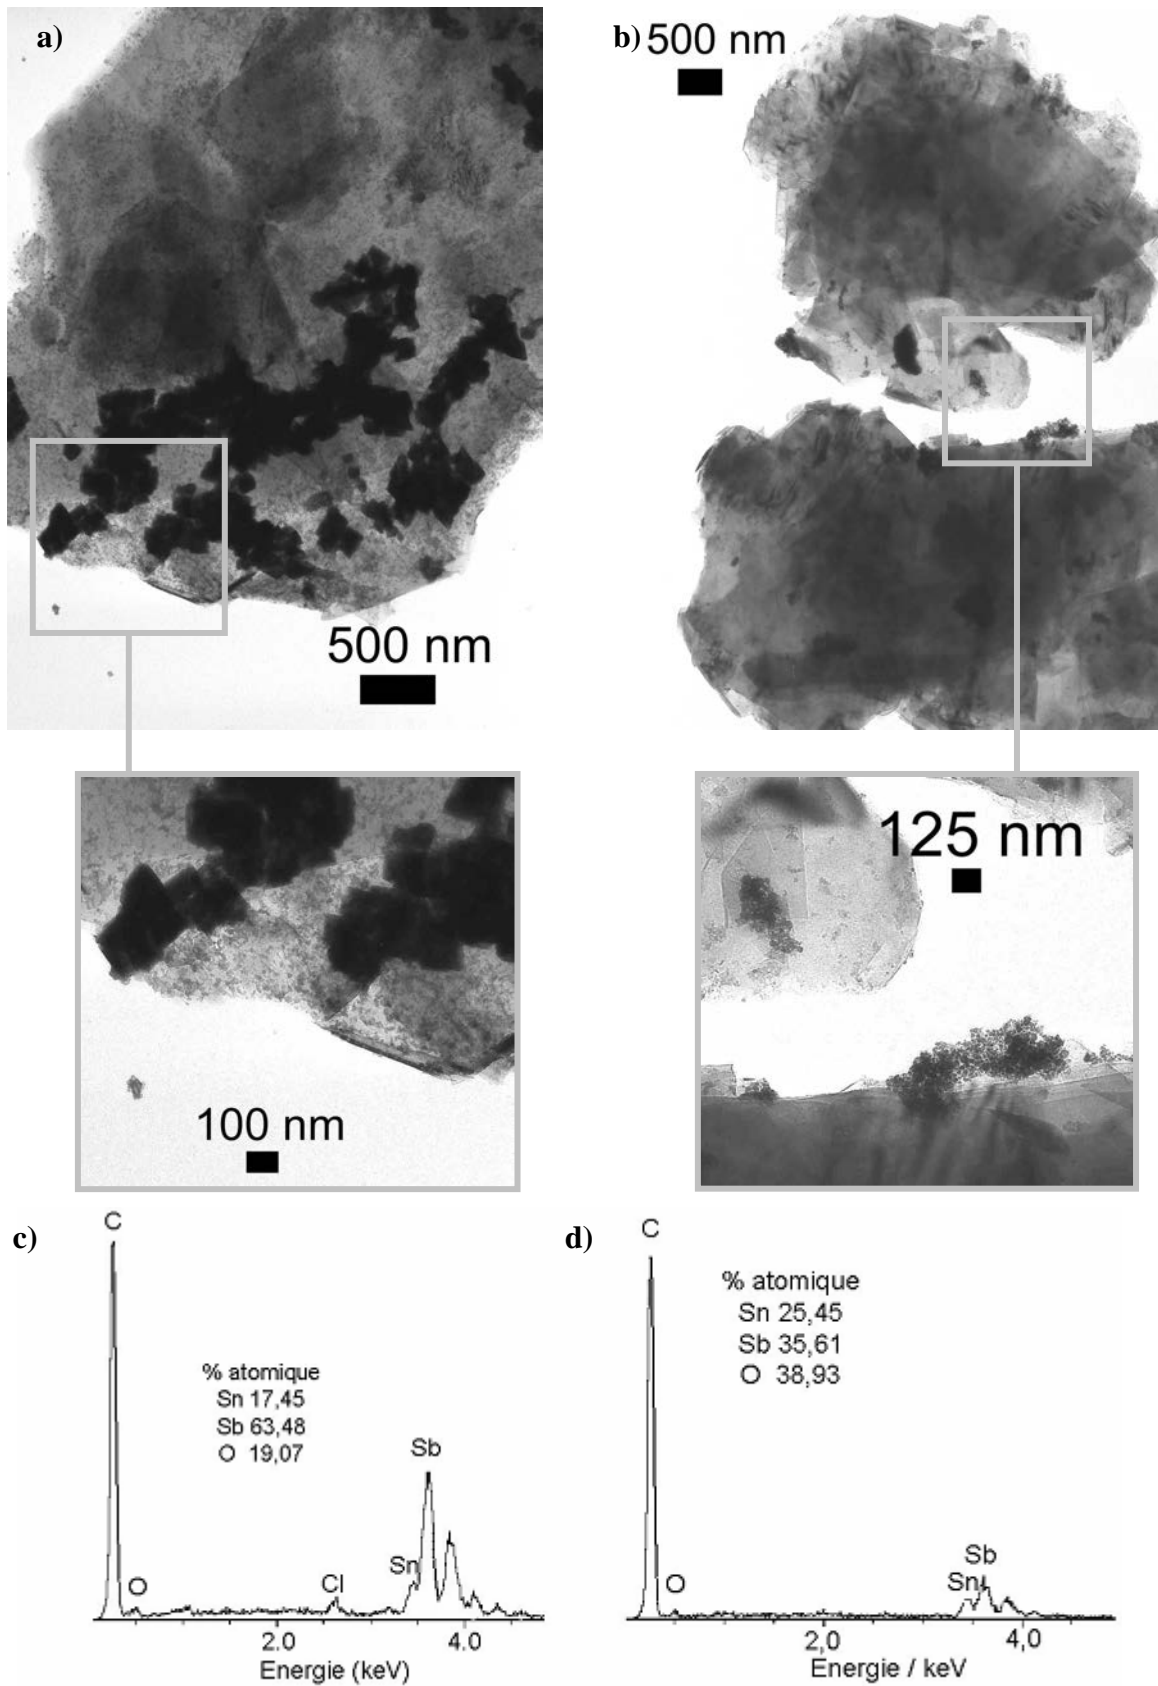 a)
b) 500 nm
500 nm
125 nm
100 nm
c)
C
% atomique
Sn 17,45
Sb 63,48
O 19,07
Sb
Sn
Cl
O
2.0 4.0
Energie (keV)
d)
C
% atomique
Sn 25,45
Sb 35,61
O 38,93
Sb
Sn
O
2,0 4,0
Energie / keV